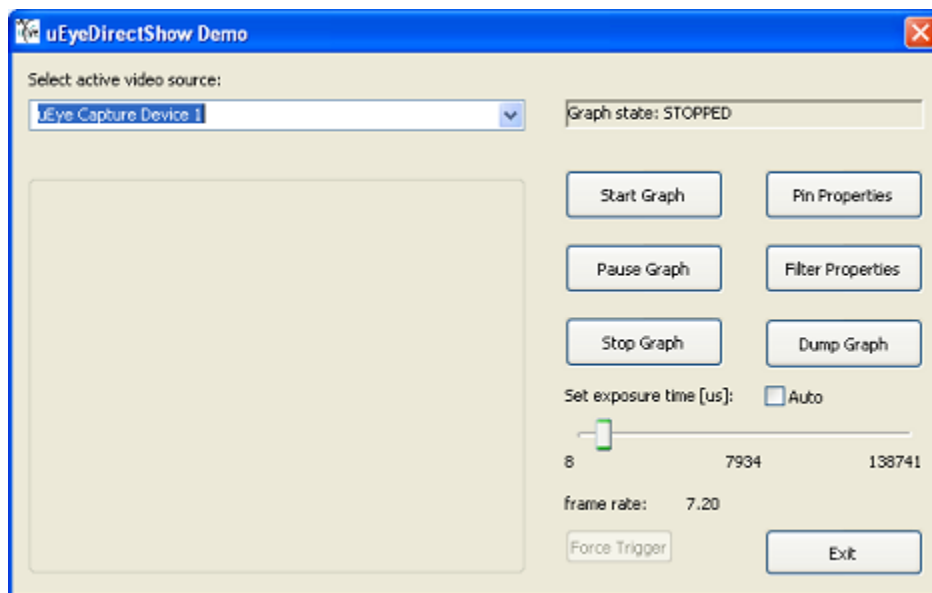 uEyeDirectShow Demo
Select active video source:
uEye Capture Device 1
Graph state: STOPPED
Start Graph
Pin Properties
Pause Graph
Filter Properties
Stop Graph
Dump Graph
Set exposure time [us]:
Auto
8 7934 138741
frame rate: 7.20
Force Trigger
Exit